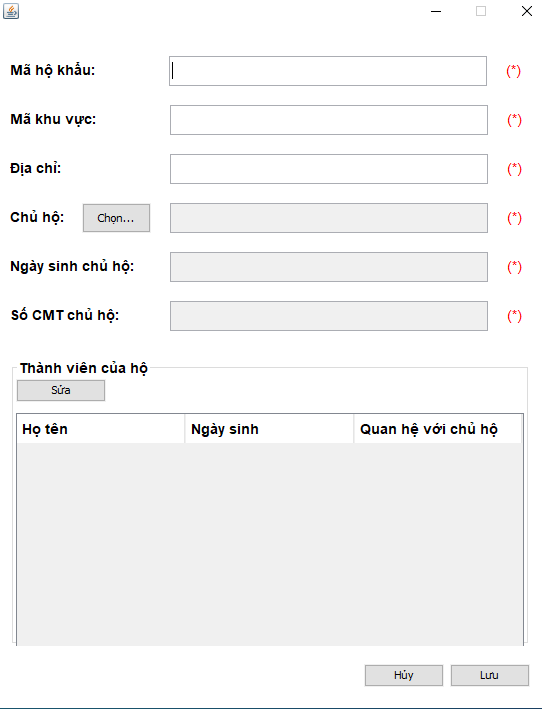 Mã hộ khẩu: (*)
Mã khu vực: (*)
Địa chỉ: (*)
Chủ hộ: Chọn... (*)
Ngày sinh chủ hộ: (*)
Số CMT chủ hộ: (*)
Thành viên của hộ
Sửa
Họ tên Ngày sinh Quan hệ với chủ hộ
Hủy Lưu